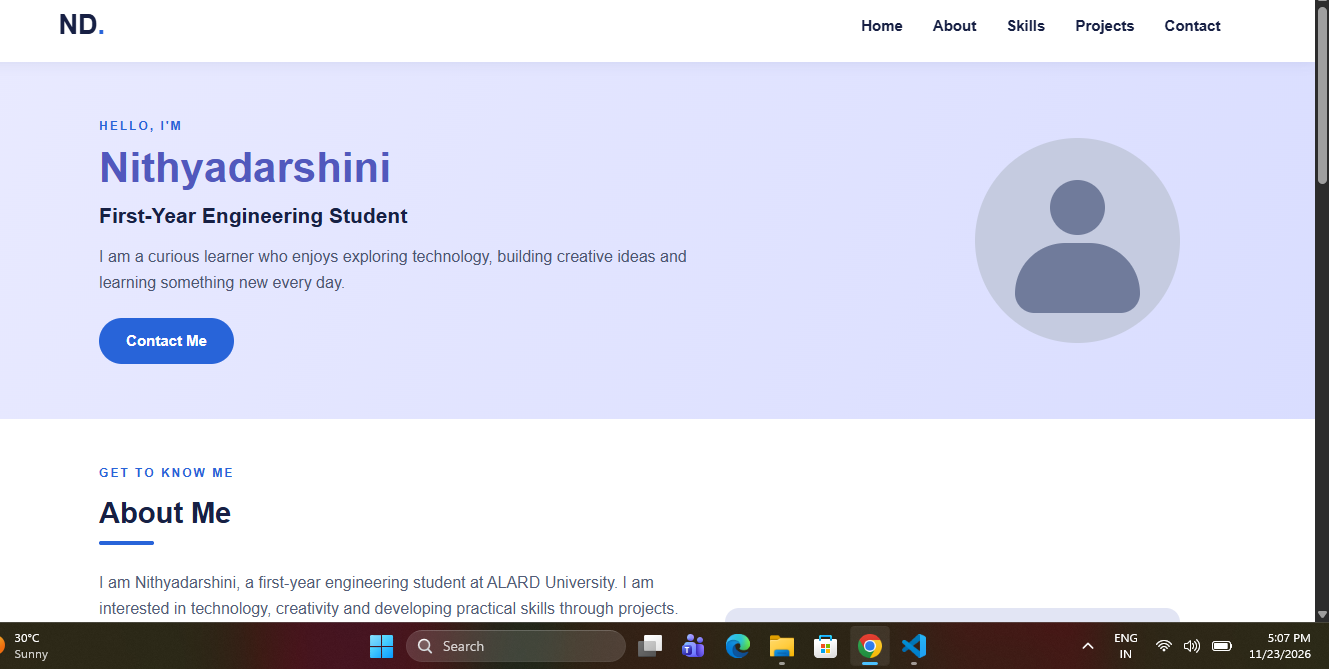 ND.
Home About Skills Projects Contact
HELLO, I'M
Nithyadarshini
First-Year Engineering Student
I am a curious learner who enjoys exploring technology, building creative ideas and
learning something new every day.
Contact Me
GET TO KNOW ME
About Me
I am Nithyadarshini, a first-year engineering student at ALARD University. I am
interested in technology, creativity and developing practical skills through projects.
30°C
Sunny
Search
ENG
IN
5:07 PM
11/23/2026